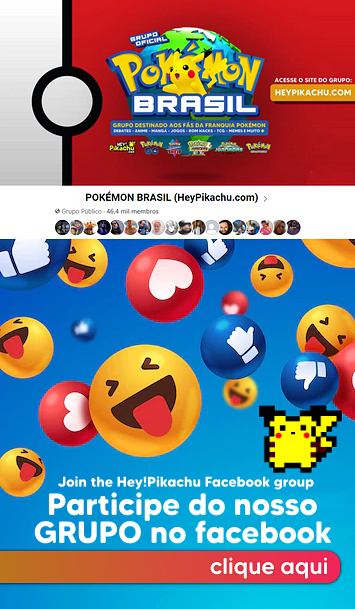 GRUPO OFICIAL
POKÉMON
BRASIL
GRUPO DESTINADO AOS FÃS DA FRANQUIA POKÉMON
DEBATES - ANIME - MANGÁ - JOGOS - ROM HACKS - TCG - MEMES E MUITO +
HEY! Pikachu
ACESSE O SITE DO GRUPO:
HEYPIKACHU.COM
POKÉMON BRASIL (HeyPikachu.com) >
Grupo Público · 46,4 mil membros
Join the Hey!Pikachu Facebook group
Participe do nosso
GRUPO no facebook
clique aqui